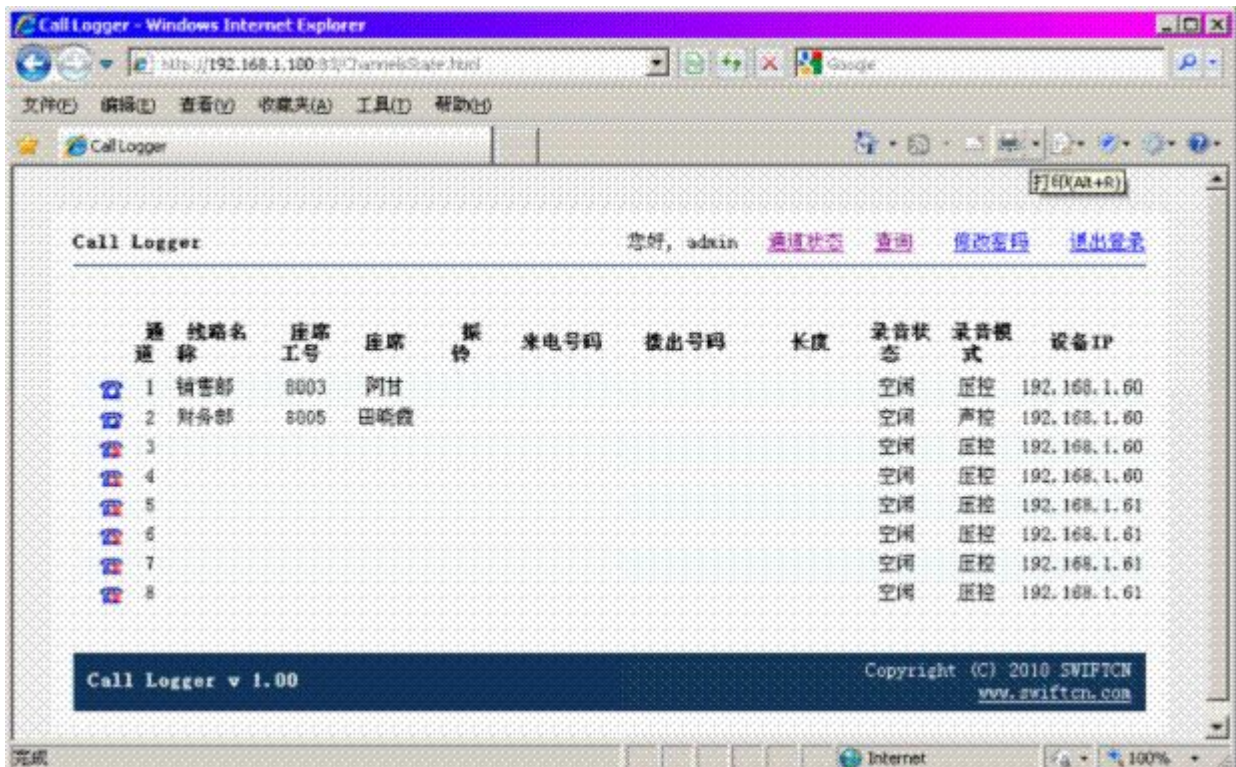 Call Logger - Windows Internet Explorer
http://192.168.1.100:83/ChannelsState.html Google
文件(F) 编辑(E) 查看(V) 收藏夹(A) 工具(T) 帮助(H)
Call Logger
打印(Alt+R)
Call Logger 您好, admin 通道状态 查询 修改密码 退出登录
通道 线路名称 座席工号 座席 振铃 来电号码 拨出号码 长度 录音状态 录音模式 设备IP
1 销售部 8003 阿甘 空闲 压控 192.168.1.60
2 财务部 8005 田晓霞 空闲 声控 192.168.1.60
3 空闲 压控 192.168.1.60
4 空闲 压控 192.168.1.60
5 空闲 压控 192.168.1.61
6 空闲 压控 192.168.1.61
7 空闲 压控 192.168.1.61
8 空闲 压控 192.168.1.61
Call Logger v 1.00 Copyright (C) 2010 SWIFTCN
www.swiftcn.com
完成 Internet 100%